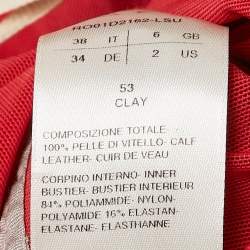 RO01D2162-LSU
38 IT 6 GB
34 DE 2 US
53
CLAY
COMPOSIZIONE TOTALE
100% PELLE DI VITELLO- CALF
LEATHER- CUIR DE VEAU
CORPINO INTERNO- INNER
BUSTIER- BUSTIER INTERIEUR
84% POLIAMMIDE- NYLON-
POLYAMIDE 16% ELASTAN-
ELASTANE- ELASTHANNE